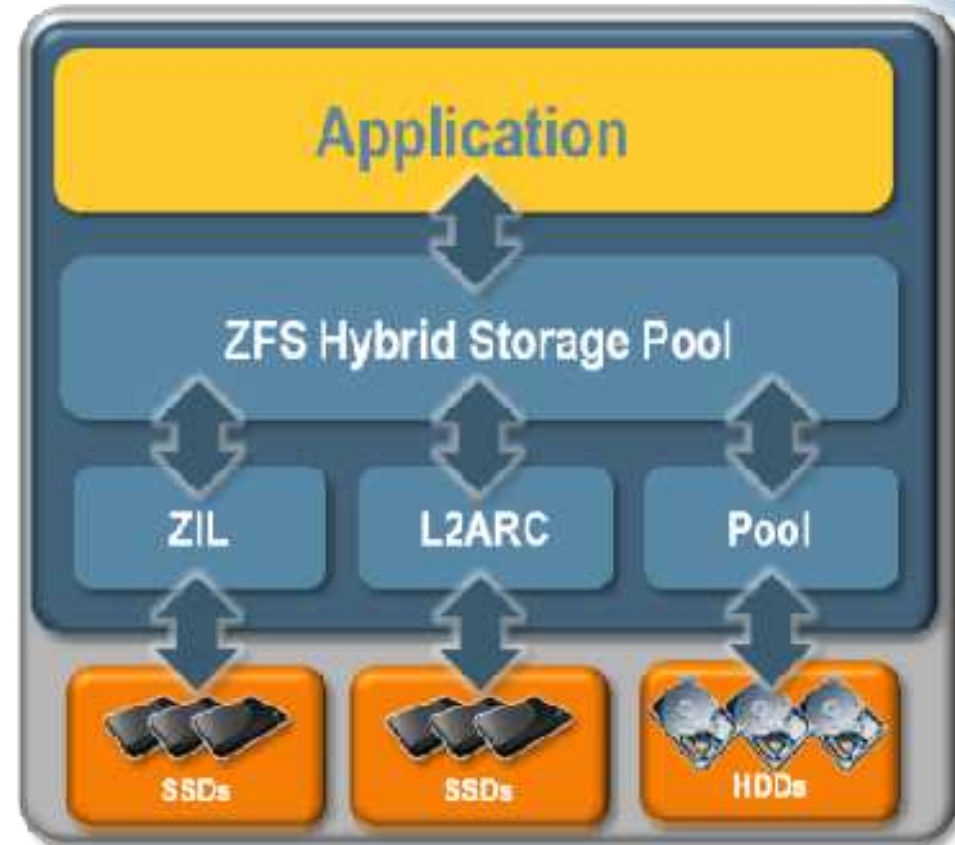 Application
ZFS Hybrid Storage Pool
ZIL
L2ARC
Pool
SSDs
SSDs
HDDs